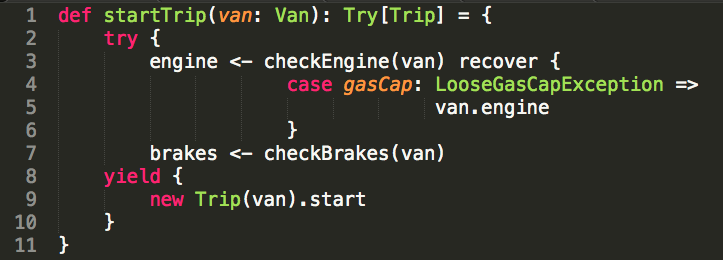 1 def startTrip(van: Van): Try[Trip] = {
2     try {
3         engine <- checkEngine(van) recover {
4                     case gasCap: LooseGasCapException =>
5                                 van.engine
6                     }
7         brakes <- checkBrakes(van)
8     yield {
9         new Trip(van).start
10     }
11 }